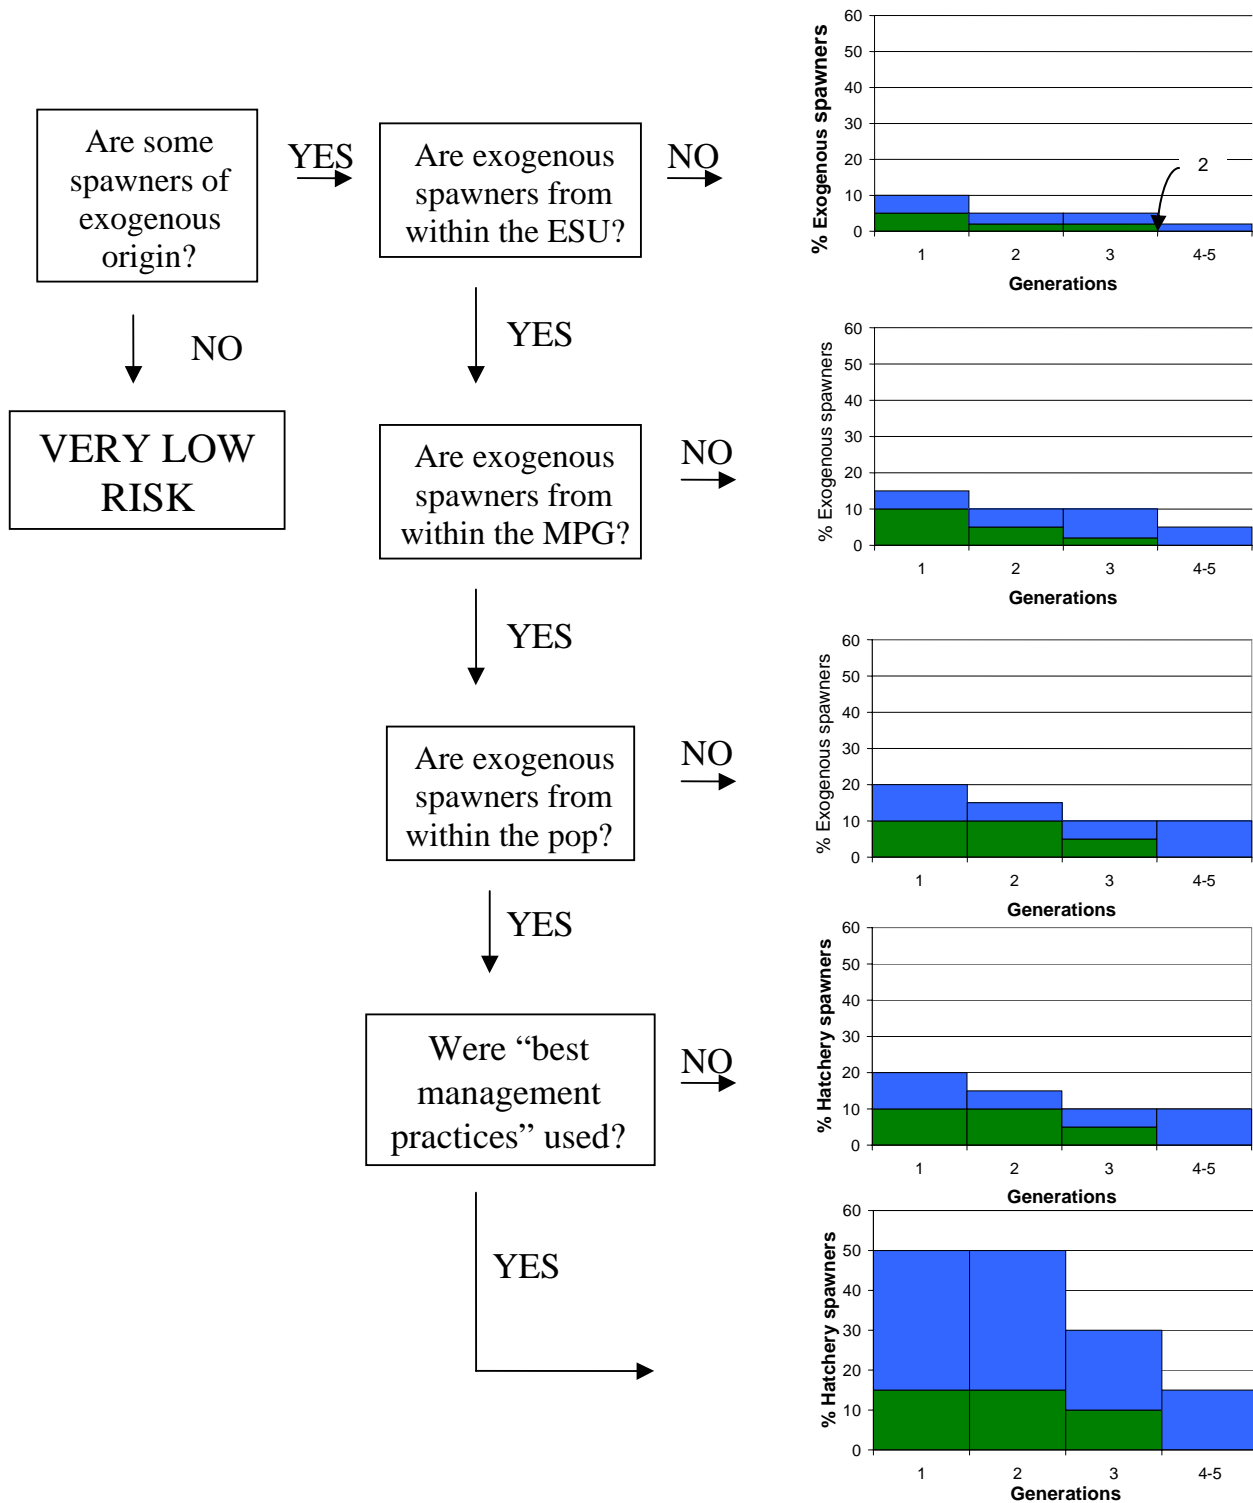 Are some
spawners of
exogenous
origin?
YES
Are exogenous
spawners from
within the ESU?
NO
NO
VERY LOW
RISK
YES
Are exogenous
spawners from
within the MPG?
NO
YES
Are exogenous
spawners from
within the pop?
NO
YES
Were “best
management
practices” used?
NO
YES
% Exogenous spawners
60
50
40
30
20
10
0
2
1 2 3 4-5
Generations
% Exogenous spawners
60
50
40
30
20
10
0
1 2 3 4-5
Generations
% Exogenous spawners
60
50
40
30
20
10
0
1 2 3 4-5
Generations
% Hatchery spawners
60
50
40
30
20
10
0
1 2 3 4-5
Generations
% Hatchery spawners
60
50
40
30
20
10
0
1 2 3 4-5
Generations